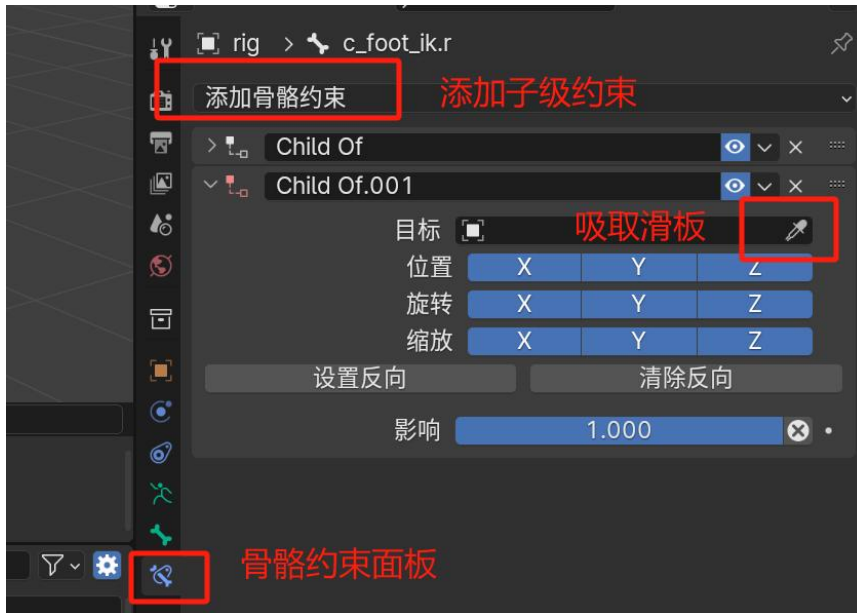 rig > c_foot_ik.r
添加骨骼约束 添加子级约束
Child Of
Child Of.001
目标 吸取滑板
位置 X Y Z
旋转 X Y Z
缩放 X Y Z
设置反向 清除反向
影响 1.000
骨骼约束面板